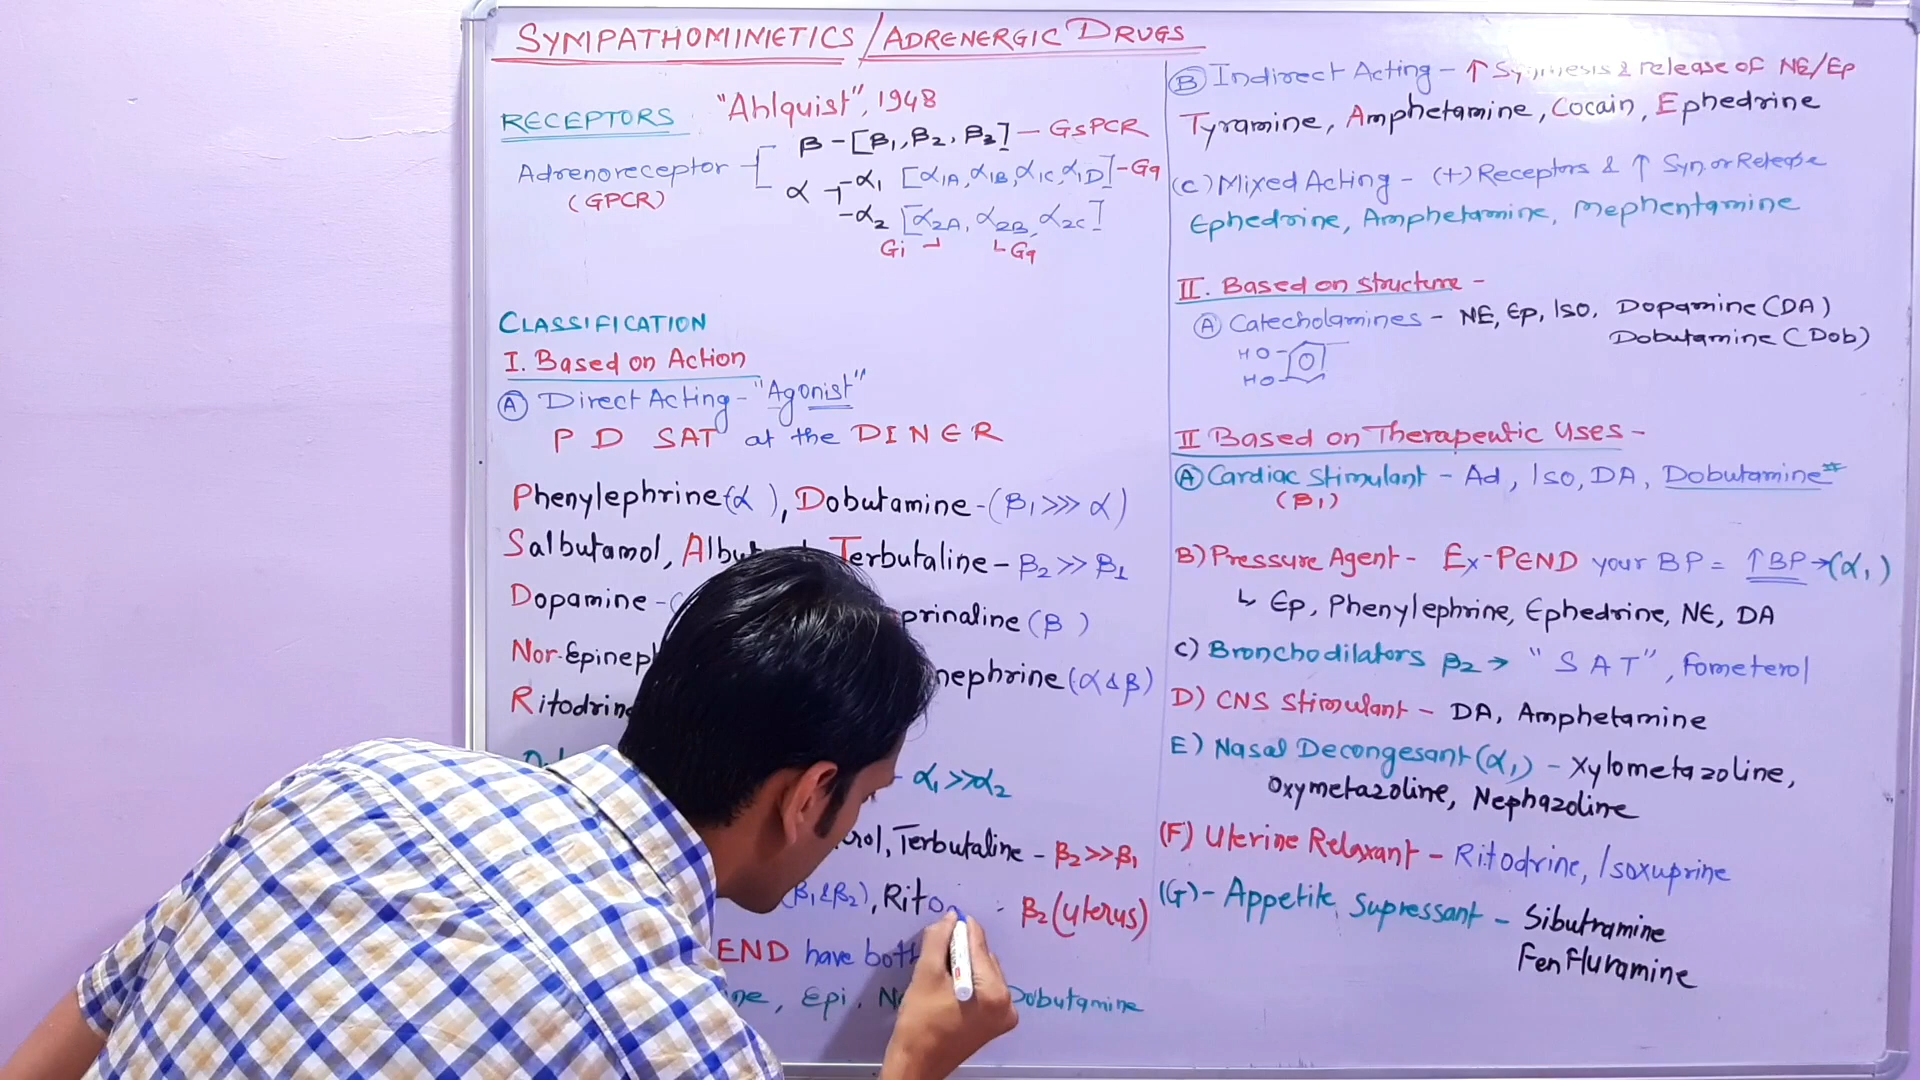 SYMPATHOMIMETICS / ADRENERGIC DRUGS
RECEPTORS "Ahlquist", 1948
Adrenoreceptor
(GPCR)
β - [β1, β2, β3] - GsPCR
α - α1 [α1A, α1B, α1C, α1D] - Gq
- α2 [α2A, α2B, α2C]
Gi Gq
CLASSIFICATION
I. Based on Action
(A) Direct Acting - "Agonist"
P D SAT at the DINER
Phenylephrine (α ), Dobutamine - (β1 >>> α)
Salbutamol, Terbutaline - β2 >> β1
Dopamine - prinaline (β )
Nor-Epineph nephrine (α & β)
Ritodrin
- α1 >> α2
rol, Terbutaline - β2 >> β1
(β1 & β2), Rito - β2 (uterus)
END have both
ine, Epi, Dobutamine
(B) Indirect Acting - ↑ Synthesis & release of NE/Ep
Tyramine, Amphetamine, Cocain, Ephedrine
(C) Mixed Acting - (+) Receptors & ↑ Syn. or Release
Ephedrine, Amphetamine, Mephentamine
II. Based on structure -
(A) Catecholamines - NE, Ep, Iso, Dopamine (DA)
Dobutamine (Dob)
HO-
HO-
II Based on Therapeutic Uses -
(A) Cardiac Stimulant - Ad, Iso, DA, Dobutamine#
(β1)
B) Pressure Agent - Ex-PEND your BP = ↑BP → (α1)
↳ Ep, Phenylephrine, Ephedrine, NE, DA
C) Bronchodilators β2 → "SAT", Fometerol
D) CNS Stimulant - DA, Amphetamine
E) Nasal Decongesant (α1) - Xylometazoline,
Oxymetazoline, Nephazoline
(F) Uterine Relaxant - Ritodrine, Isoxuprine
(G) - Appetite Supressant - Sibutramine
Fenfluramine